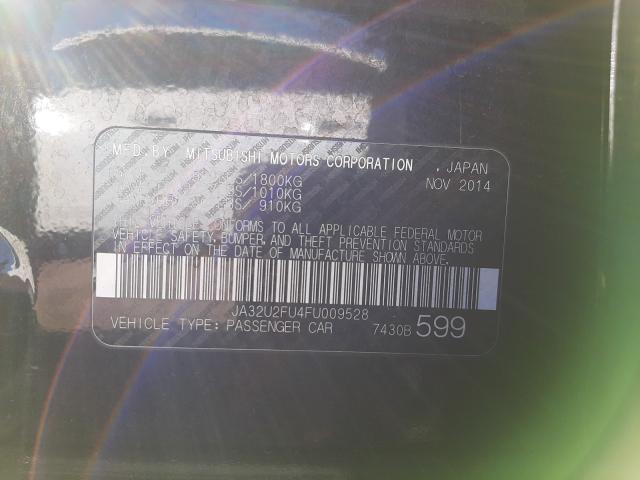 MFD.BY MITSUBISHI MOTORS CORPORATION , JAPAN
NOV 2014
1800KG
1010KG
910KG
CONFORMS TO ALL APPLICABLE FEDERAL MOTOR
VEHICLE SAFETY, BUMPER, AND THEFT PREVENTION STANDARDS
IN EFFECT ON THE DATE OF MANUFACTURE SHOWN ABOVE.
JA32U2FU4FU009528
VEHICLE TYPE: PASSENGER CAR 7430B 599